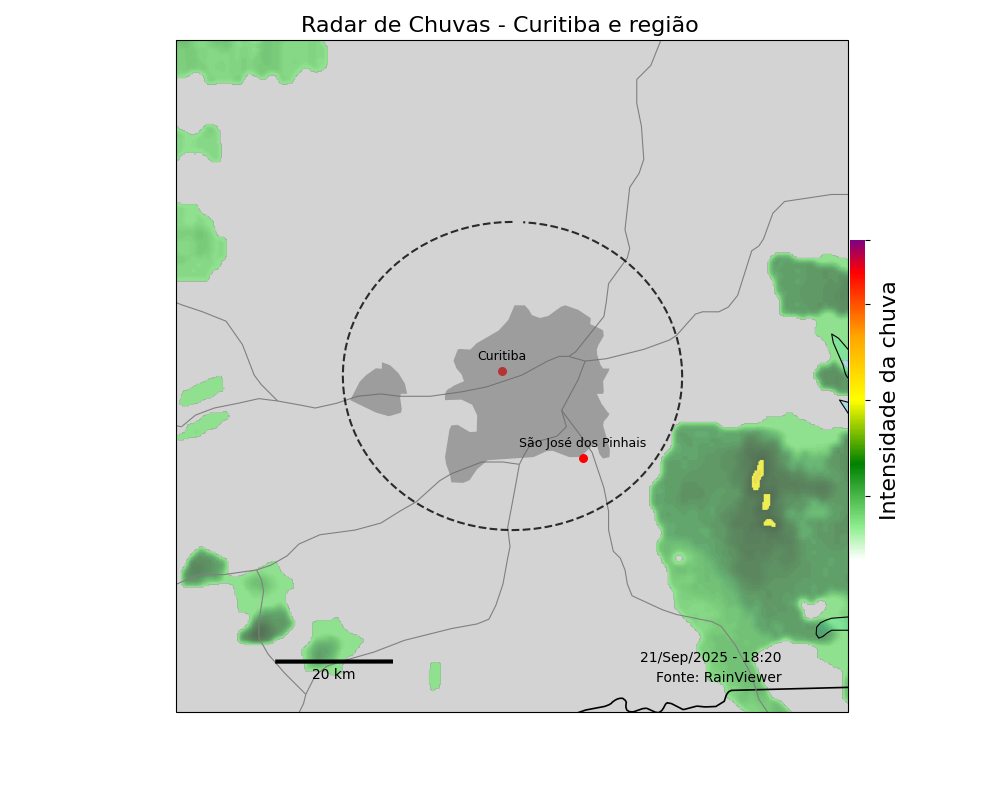 Radar de Chuvas - Curitiba e região
Curitiba
São José dos Pinhais
Intensidade da chuva
21/Sep/2025 - 18:20
Fonte: RainViewer
20 km